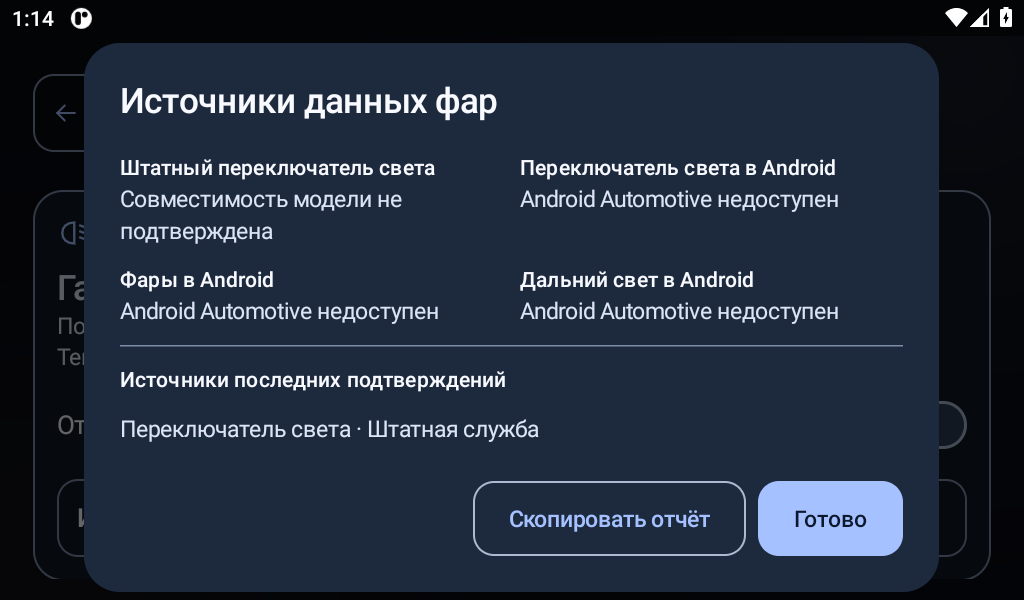 1:14
Источники данных фар
Штатный переключатель света
Совместимость модели не
подтверждена
Переключатель света в Android
Android Automotive недоступен
Фары в Android
Android Automotive недоступен
Дальний свет в Android
Android Automotive недоступен
Источники последних подтверждений
Переключатель света · Штатная служба
Скопировать отчёт
Готово